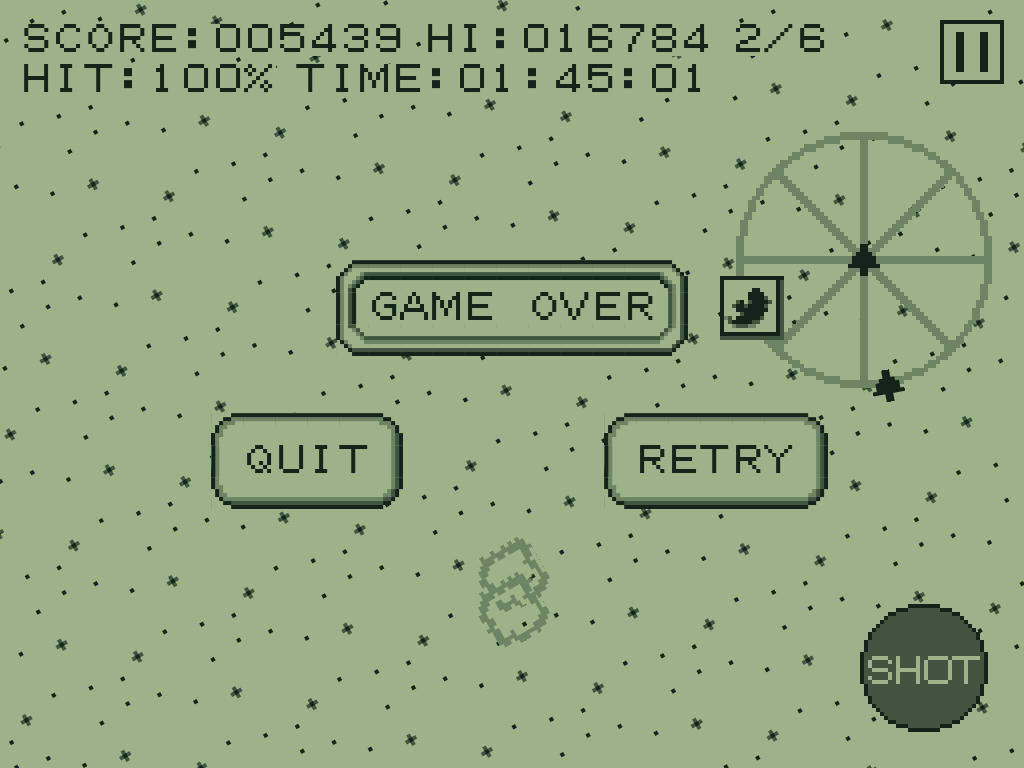 SCORE:005439 HI:016784 2/6
HIT:100% TIME:01:45:01
GAME OVER
QUIT RETRY
SHOT